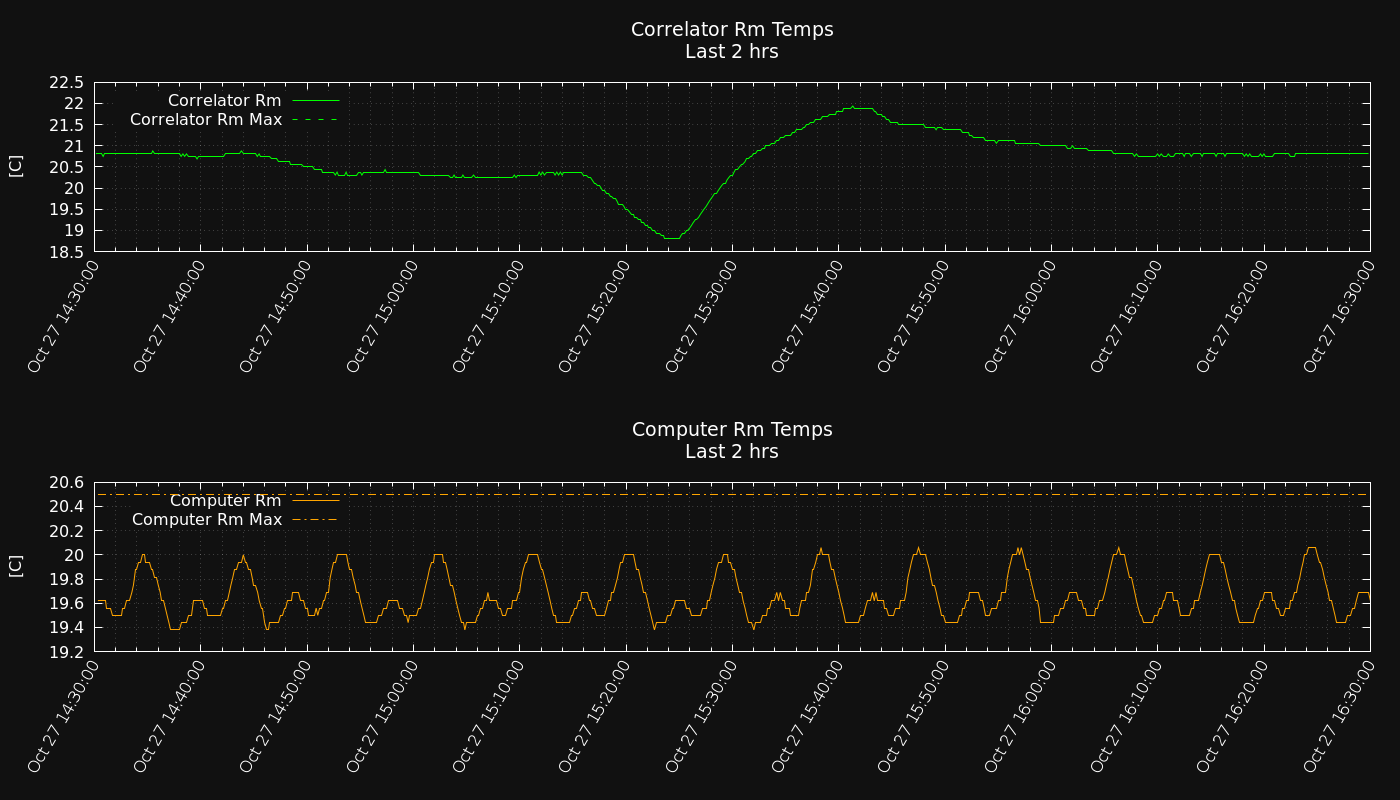 Correlator Rm Temps
Last 2 hrs
22.5
22
21.5
21
20.5
20
19.5
19
18.5
[C]
Correlator Rm
Correlator Rm Max
Oct 27 14:30:00
Oct 27 14:40:00
Oct 27 14:50:00
Oct 27 15:00:00
Oct 27 15:10:00
Oct 27 15:20:00
Oct 27 15:30:00
Oct 27 15:40:00
Oct 27 15:50:00
Oct 27 16:00:00
Oct 27 16:10:00
Oct 27 16:20:00
Oct 27 16:30:00
Computer Rm Temps
Last 2 hrs
20.6
20.4
20.2
20
19.8
19.6
19.4
19.2
[C]
Computer Rm
Computer Rm Max
Oct 27 14:30:00
Oct 27 14:40:00
Oct 27 14:50:00
Oct 27 15:00:00
Oct 27 15:10:00
Oct 27 15:20:00
Oct 27 15:30:00
Oct 27 15:40:00
Oct 27 15:50:00
Oct 27 16:00:00
Oct 27 16:10:00
Oct 27 16:20:00
Oct 27 16:30:00